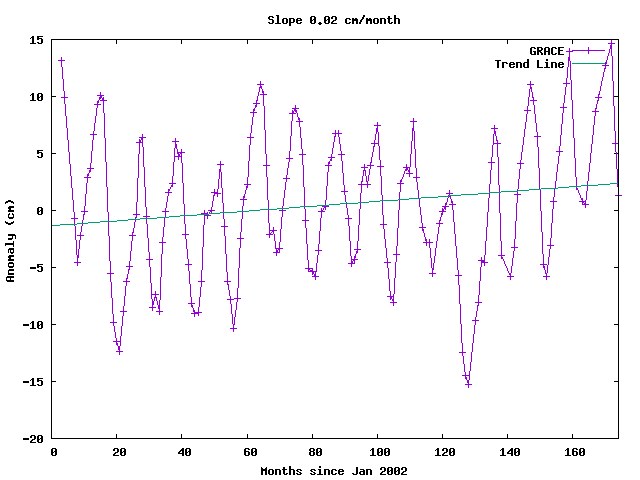 Slope 0.02 cm/month
GRACE
Trend Line
15
10
5
0
-5
-10
-15
-20
Anomaly (cm)
0 20 40 60 80 100 120 140 160
Months since Jan 2002